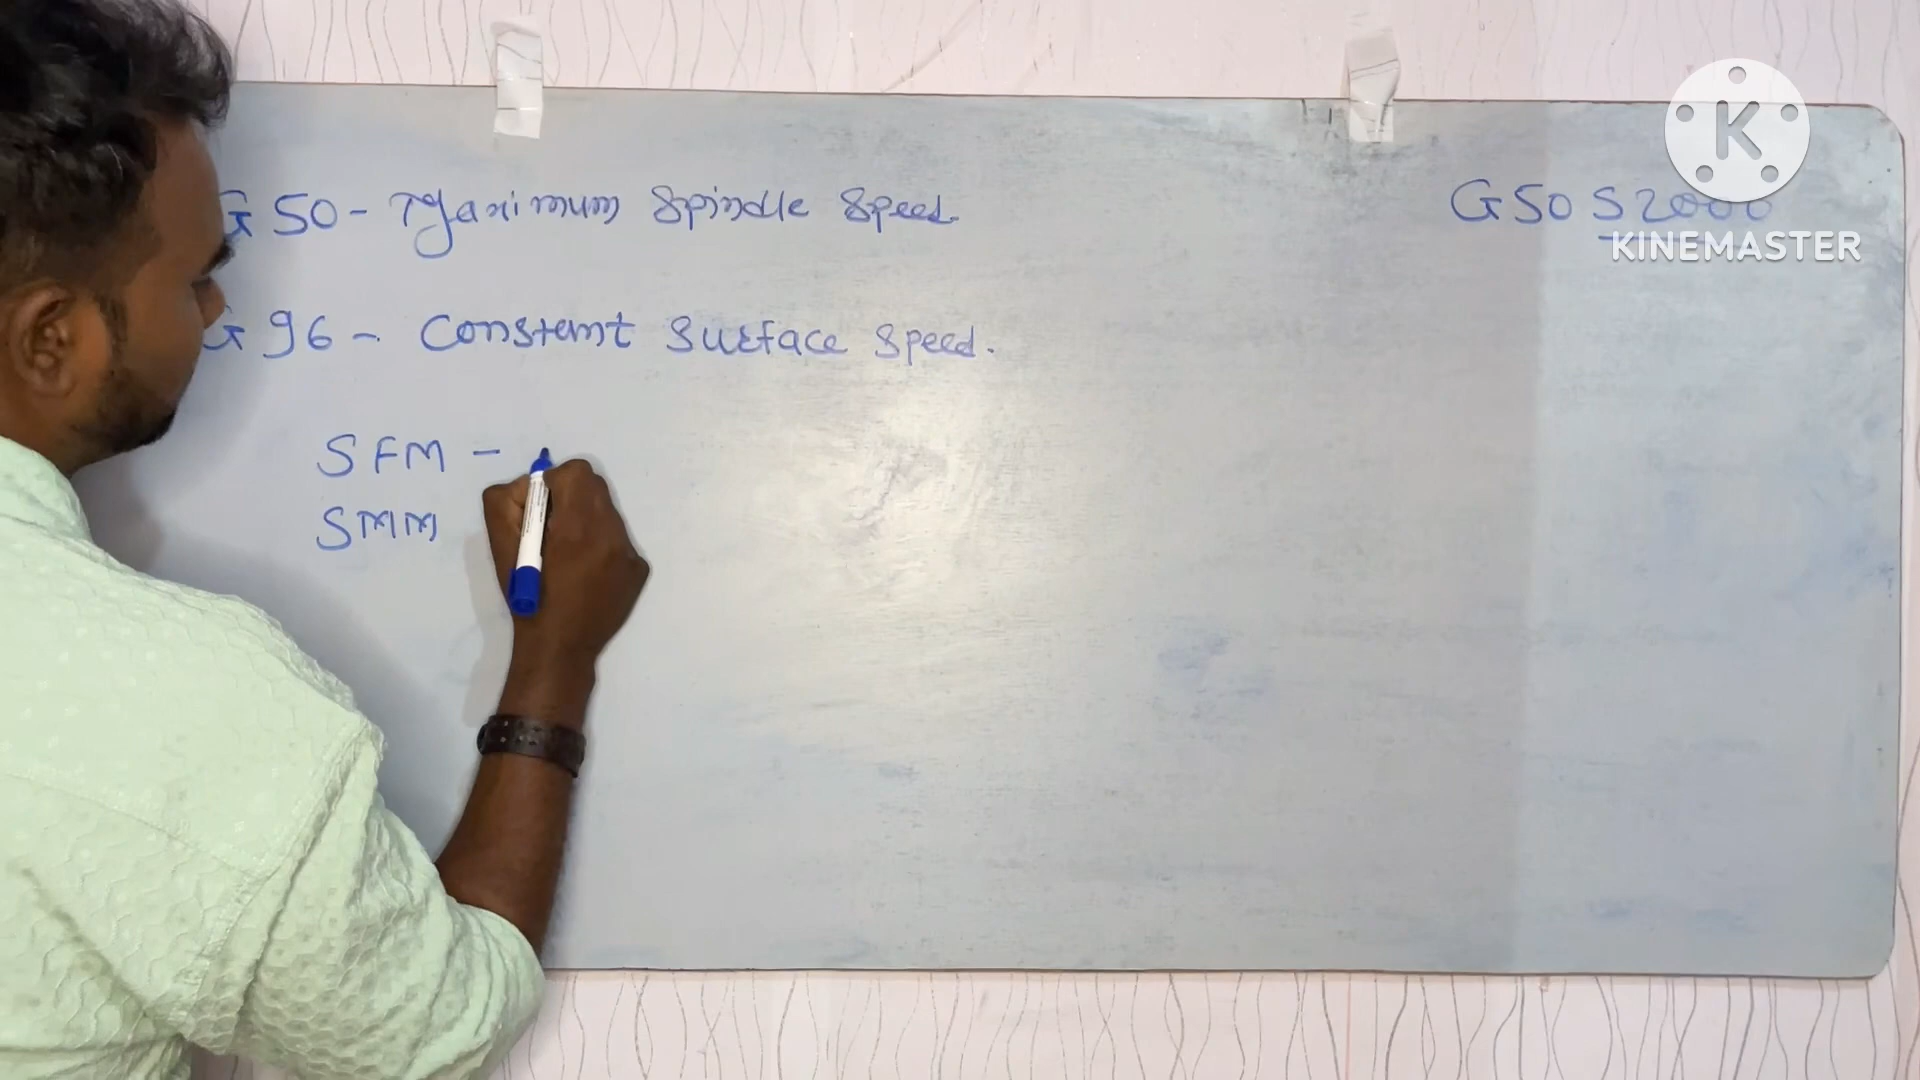 G50 - Maximum Spindle Speed
G50 S2000
KINEMASTER
G96 - Constant Surface Speed.
SFM -
SMM